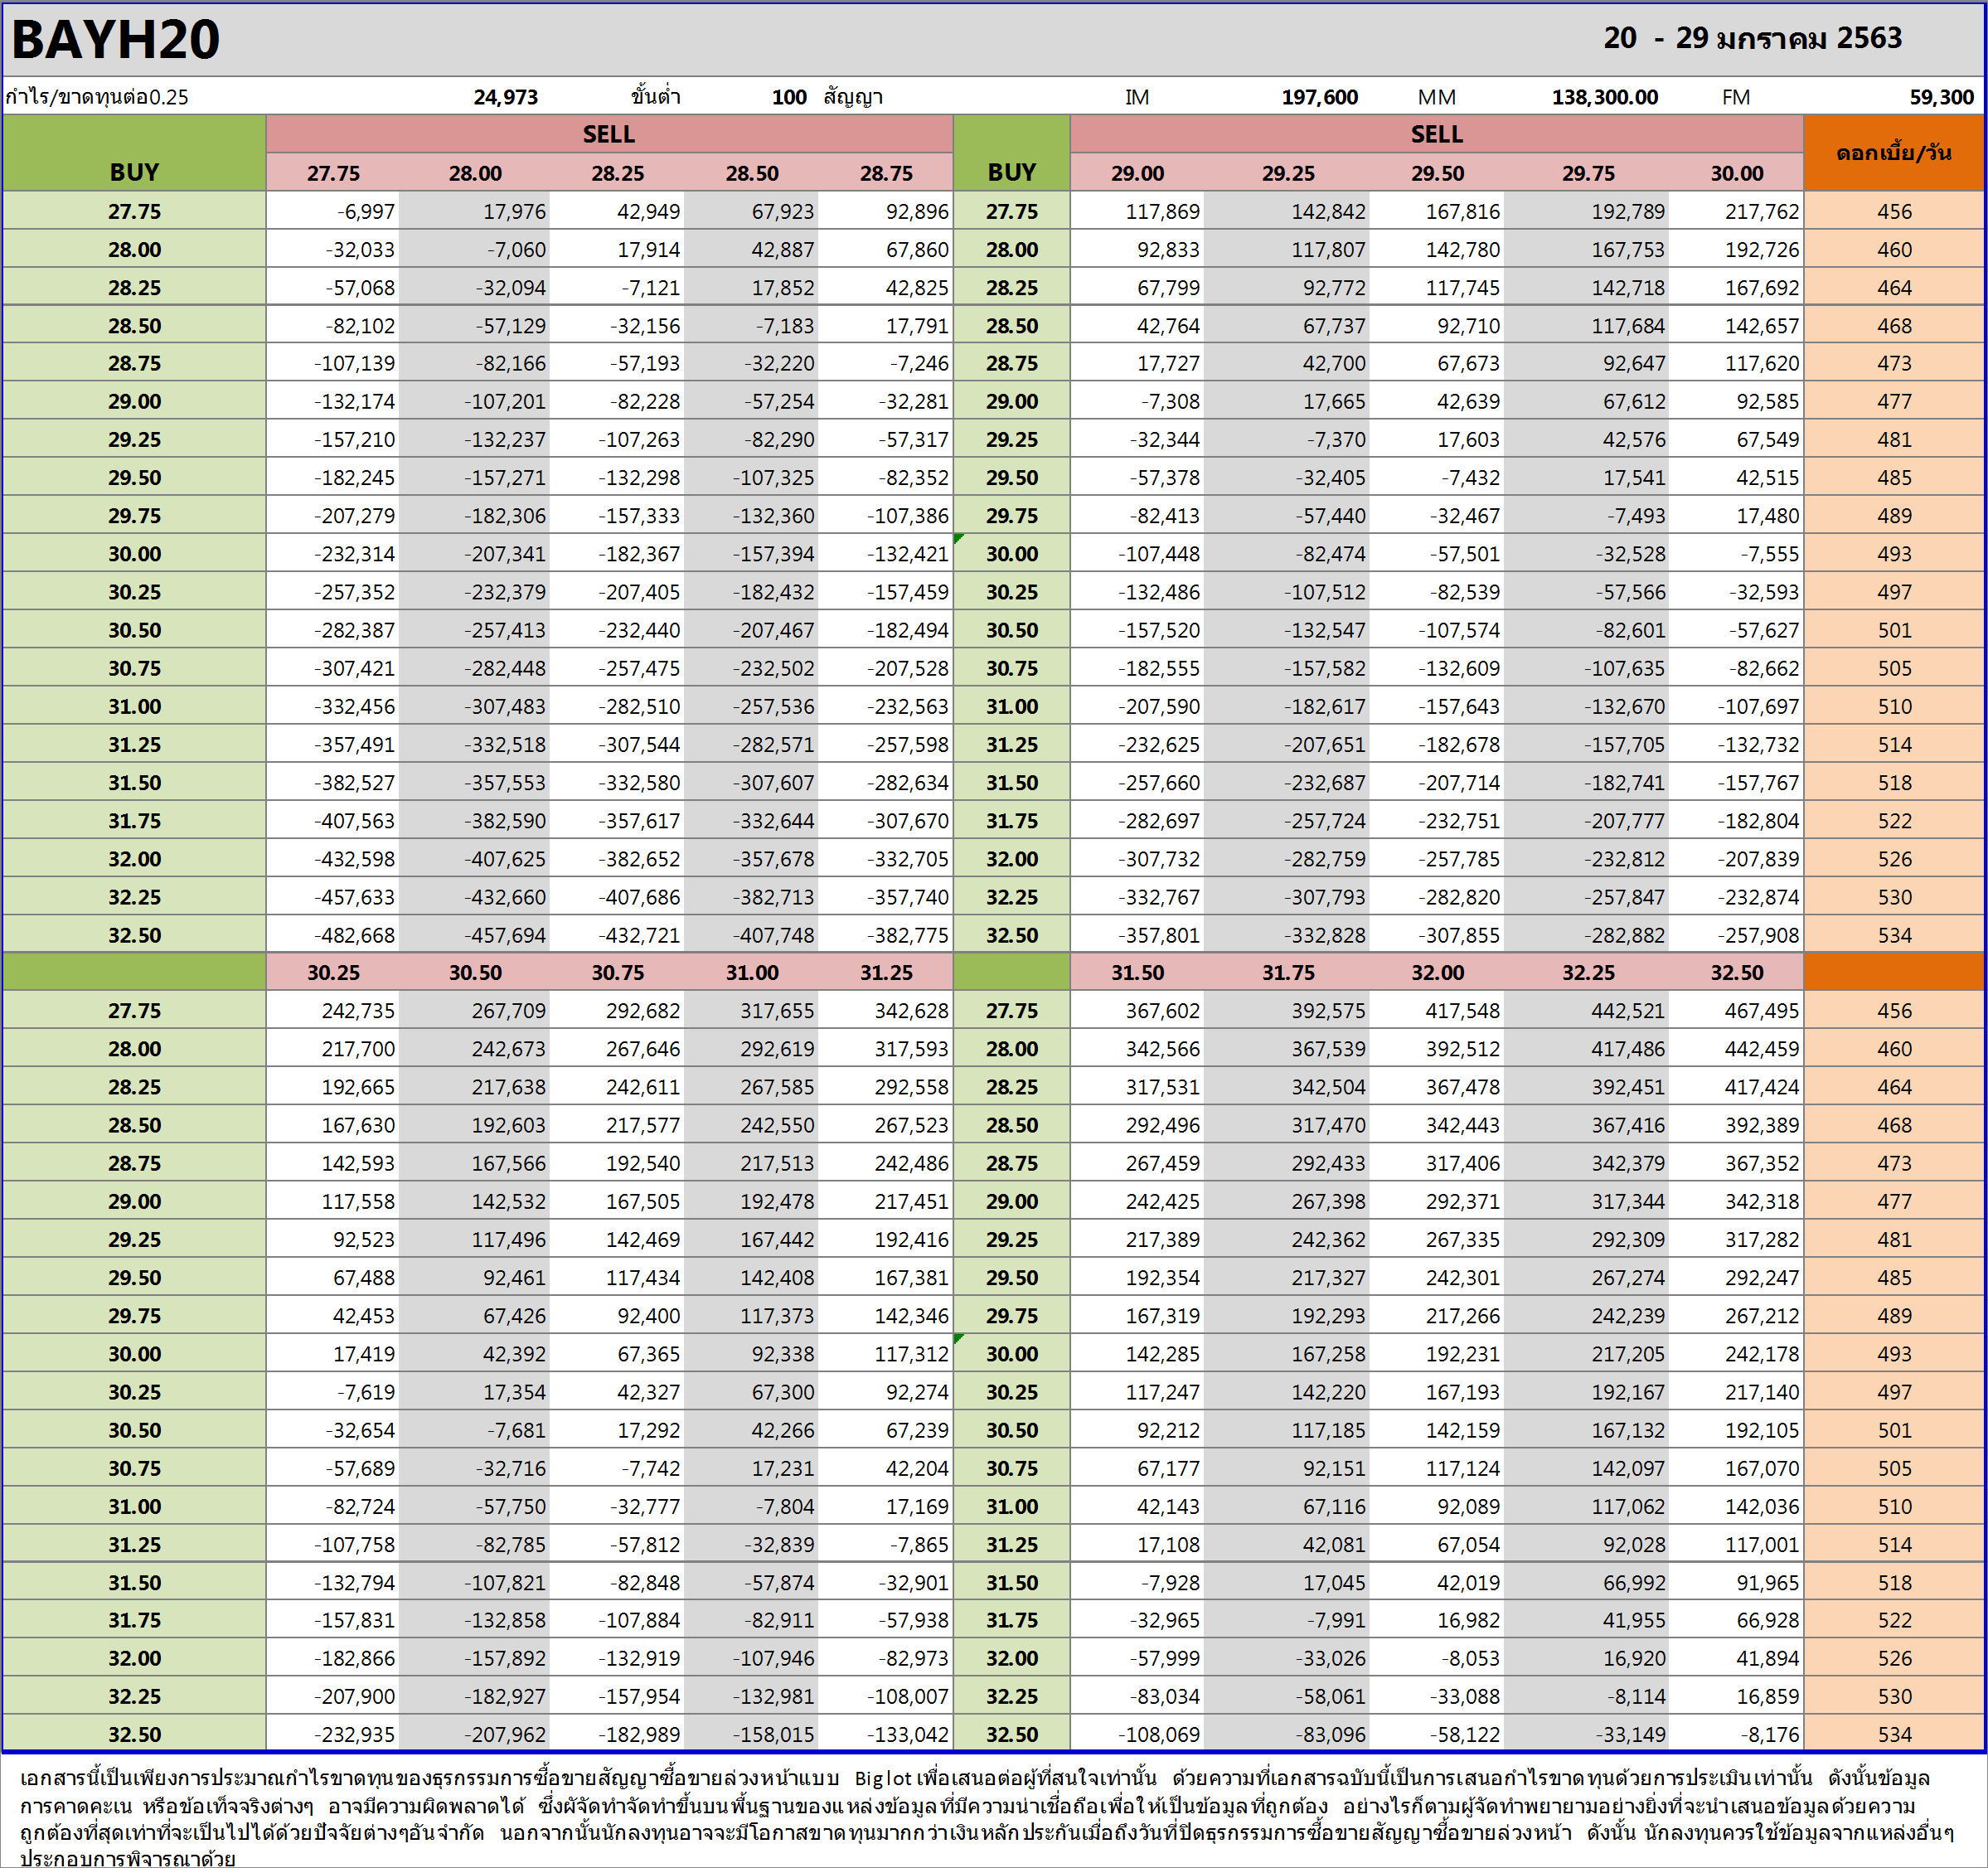 BAYH20 20 - 29 มกราคม 2563
กำไร/ขาดทุนต่อ0.25 24,973 ขั้นต่ำ 100 สัญญา IM 197,600 MM 138,300.00 FM 59,300
BUY SELL BUY SELL ดอกเบี้ย/วัน
27.75 28.00 28.25 28.50 28.75 29.00 29.25 29.50 29.75 30.00
27.75 -6,997 17,976 42,949 67,923 92,896 27.75 117,869 142,842 167,816 192,789 217,762 456
28.00 -32,033 -7,060 17,914 42,887 67,860 28.00 92,833 117,807 142,780 167,753 192,726 460
28.25 -57,068 -32,094 -7,121 17,852 42,825 28.25 67,799 92,772 117,745 142,718 167,692 464
28.50 -82,102 -57,129 -32,156 -7,183 17,791 28.50 42,764 67,737 92,710 117,684 142,657 468
28.75 -107,139 -82,166 -57,193 -32,220 -7,246 28.75 17,727 42,700 67,673 92,647 117,620 473
29.00 -132,174 -107,201 -82,228 -57,254 -32,281 29.00 -7,308 17,665 42,639 67,612 92,585 477
29.25 -157,210 -132,237 -107,263 -82,290 -57,317 29.25 -32,344 -7,370 17,603 42,576 67,549 481
29.50 -182,245 -157,271 -132,298 -107,325 -82,352 29.50 -57,378 -32,405 -7,432 17,541 42,515 485
29.75 -207,279 -182,306 -157,333 -132,360 -107,386 29.75 -82,413 -57,440 -32,467 -7,493 17,480 489
30.00 -232,314 -207,341 -182,367 -157,394 -132,421 30.00 -107,448 -82,474 -57,501 -32,528 -7,555 493
30.25 -257,352 -232,379 -207,405 -182,432 -157,459 30.25 -132,486 -107,512 -82,539 -57,566 -32,593 497
30.50 -282,387 -257,413 -232,440 -207,467 -182,494 30.50 -157,520 -132,547 -107,574 -82,601 -57,627 501
30.75 -307,421 -282,448 -257,475 -232,502 -207,528 30.75 -182,555 -157,582 -132,609 -107,635 -82,662 505
31.00 -332,456 -307,483 -282,510 -257,536 -232,563 31.00 -207,590 -182,617 -157,643 -132,670 -107,697 510
31.25 -357,491 -332,518 -307,544 -282,571 -257,598 31.25 -232,625 -207,651 -182,678 -157,705 -132,732 514
31.50 -382,527 -357,553 -332,580 -307,607 -282,634 31.50 -257,660 -232,687 -207,714 -182,741 -157,767 518
31.75 -407,563 -382,590 -357,617 -332,644 -307,670 31.75 -282,697 -257,724 -232,751 -207,777 -182,804 522
32.00 -432,598 -407,625 -382,652 -357,678 -332,705 32.00 -307,732 -282,759 -257,785 -232,812 -207,839 526
32.25 -457,633 -432,660 -407,686 -382,713 -357,740 32.25 -332,767 -307,793 -282,820 -257,847 -232,874 530
32.50 -482,668 -457,694 -432,721 -407,748 -382,775 32.50 -357,801 -332,828 -307,855 -282,882 -257,908 534
30.25 30.50 30.75 31.00 31.25 31.50 31.75 32.00 32.25 32.50
27.75 242,735 267,709 292,682 317,655 342,628 27.75 367,602 392,575 417,548 442,521 467,495 456
28.00 217,700 242,673 267,646 292,619 317,593 28.00 342,566 367,539 392,512 417,486 442,459 460
28.25 192,665 217,638 242,611 267,585 292,558 28.25 317,531 342,504 367,478 392,451 417,424 464
28.50 167,630 192,603 217,577 242,550 267,523 28.50 292,496 317,470 342,443 367,416 392,389 468
28.75 142,593 167,566 192,540 217,513 242,486 28.75 267,459 292,433 317,406 342,379 367,352 473
29.00 117,558 142,532 167,505 192,478 217,451 29.00 242,425 267,398 292,371 317,344 342,318 477
29.25 92,523 117,496 142,469 167,442 192,416 29.25 217,389 242,362 267,335 292,309 317,282 481
29.50 67,488 92,461 117,434 142,408 167,381 29.50 192,354 217,327 242,301 267,274 292,247 485
29.75 42,453 67,426 92,400 117,373 142,346 29.75 167,319 192,293 217,266 242,239 267,212 489
30.00 17,419 42,392 67,365 92,338 117,312 30.00 142,285 167,258 192,231 217,205 242,178 493
30.25 -7,619 17,354 42,327 67,300 92,274 30.25 117,247 142,220 167,193 192,167 217,140 497
30.50 -32,654 -7,681 17,292 42,266 67,239 30.50 92,212 117,185 142,159 167,132 192,105 501
30.75 -57,689 -32,716 -7,742 17,231 42,204 30.75 67,177 92,151 117,124 142,097 167,070 505
31.00 -82,724 -57,750 -32,777 -7,804 17,169 31.00 42,143 67,116 92,089 117,062 142,036 510
31.25 -107,758 -82,785 -57,812 -32,839 -7,865 31.25 17,108 42,081 67,054 92,028 117,001 514
31.50 -132,794 -107,821 -82,848 -57,874 -32,901 31.50 -7,928 17,045 42,019 66,992 91,965 518
31.75 -157,831 -132,858 -107,884 -82,911 -57,938 31.75 -32,965 -7,991 16,982 41,955 66,928 522
32.00 -182,866 -157,892 -132,919 -107,946 -82,973 32.00 -57,999 -33,026 -8,053 16,920 41,894 526
32.25 -207,900 -182,927 -157,954 -132,981 -108,007 32.25 -83,034 -58,061 -33,088 -8,114 16,859 530
32.50 -232,935 -207,962 -182,989 -158,015 -133,042 32.50 -108,069 -83,096 -58,122 -33,149 -8,176 534
เอกสารนี้เป็นเพียงการประมาณกำไรขาดทุนของธุรกรรมการซื้อขายสัญญาซื้อขายล่วงหน้าแบบ Biglot เพื่อเสนอต่อผู้ที่สนใจเท่านั้น ด้วยความที่เอกสารฉบับนี้เป็นการเสนอกำไรขาดทุนด้วยการประเมินเท่านั้น ดังนั้นข้อมูล
การคาดคะเน หรือข้อเท็จจริงต่างๆ อาจมีความผิดพลาดได้ ซึ่งผัจัดทำจัดทำขึ้นบนพื้นฐานของแหล่งข้อมูลที่มีความน่าเชื่อถือเพื่อให้เป็นข้อมูลที่ถูกต้อง อย่างไรก็ตามผู้จัดทำพยายามอย่างยิ่งที่จะนำเสนอข้อมูลด้วยความ
ถูกต้องที่สุดเท่าที่จะเป็นไปได้ด้วยปัจจัยต่างๆอันจำกัด นอกจากนั้นนักลงทุนอาจจะมีโอกาสขาดทุนมากกว่าเงินหลักประกันเมื่อถึงวันที่ปิดธุรกรรมการซื้อขายสัญญาซื้อขายล่วงหน้า ดังนั้น นักลงทุนควรใช้ข้อมูลจากแหล่งอื่นๆ
ประกอบการพิจารณาด้วย